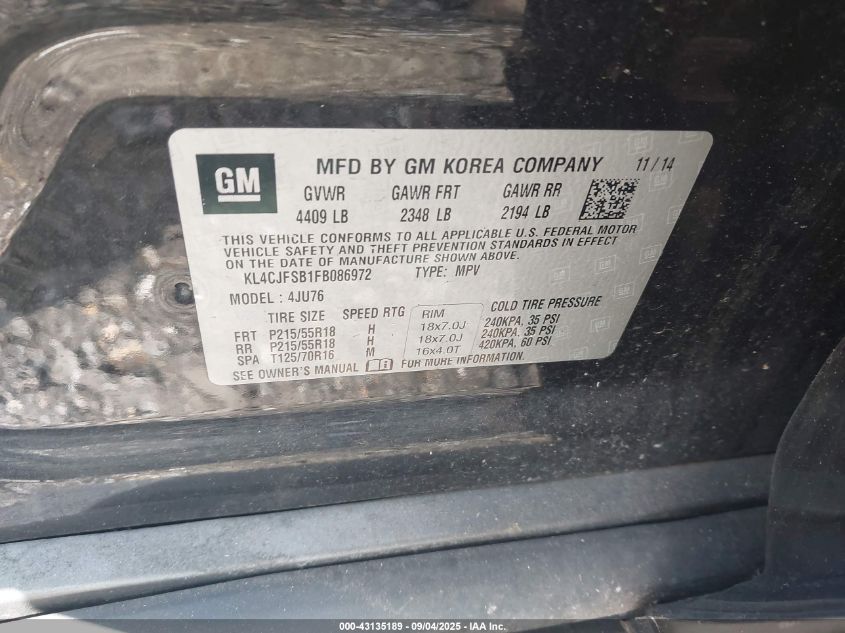 GM
MFD BY GM KOREA COMPANY 11/14
GVWR GAWR FRT GAWR RR
4409 LB 2348 LB 2194 LB
THIS VEHICLE CONFORMS TO ALL APPLICABLE U.S. FEDERAL MOTOR
VEHICLE SAFETY AND THEFT PREVENTION STANDARDS IN EFFECT
ON THE DATE OF MANUFACTURE SHOWN ABOVE.
KL4CJFSB1FB086972 TYPE: MPV
MODEL : 4JU76
TIRE SIZE SPEED RTG RIM COLD TIRE PRESSURE
FRT P215/55R18 H 18x7.0J 240KPA, 35 PSI
RR P215/55R18 H 18x7.0J 240KPA, 35 PSI
SPA T125/70R16 M 16x4.0T 420KPA, 60 PSI
SEE OWNER'S MANUAL FOR MORE INFORMATION.
000-43135189 - 09/04/2025 - IAA Inc.